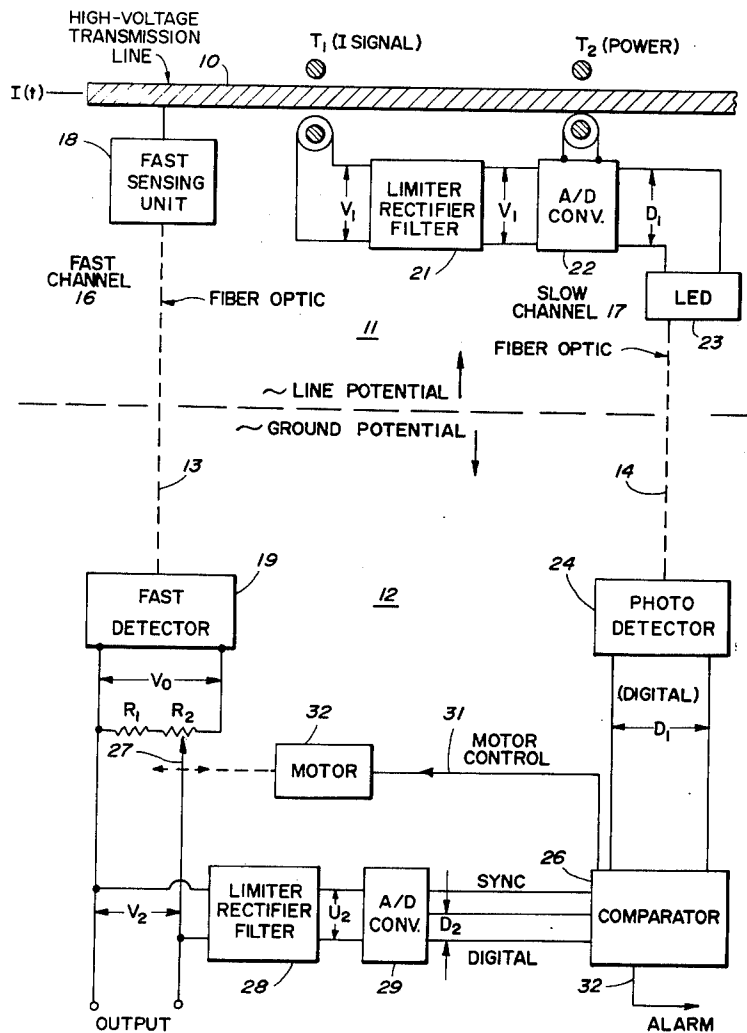 HIGH-VOLTAGE
TRANSMISSION
LINE
10
T1 (I SIGNAL)
T2 (POWER)
I(t)
18
FAST
SENSING
UNIT
V1
LIMITER
RECTIFIER
FILTER
21
V1
A/D
CONV.
22
D1
LED
23
FAST
CHANNEL
16
FIBER OPTIC
SLOW
CHANNEL 17
FIBER OPTIC
11
~ LINE POTENTIAL
~ GROUND POTENTIAL
13
14
19
FAST
DETECTOR
12
24
PHOTO
DETECTOR
V0
R1
R2
27
32
MOTOR
31
MOTOR
CONTROL
(DIGITAL)
D1
26
COMPARATOR
V2
LIMITER
RECTIFIER
FILTER
28
U2
A/D
CONV.
29
SYNC
D2
DIGITAL
32
OUTPUT
ALARM